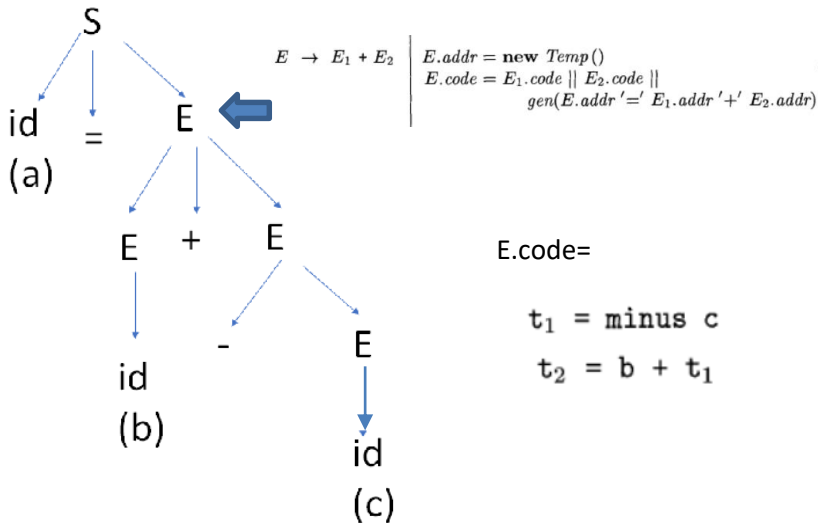 S
E → E₁ + E₂ | E.addr = new Temp()
E.code = E₁.code || E₂.code ||
gen(E.addr '=' E₁.addr '+' E₂.addr)
id = E
(a)
E + E
E.code=
t₁ = minus c
- E
t₂ = b + t₁
id
(b)
id
(c)